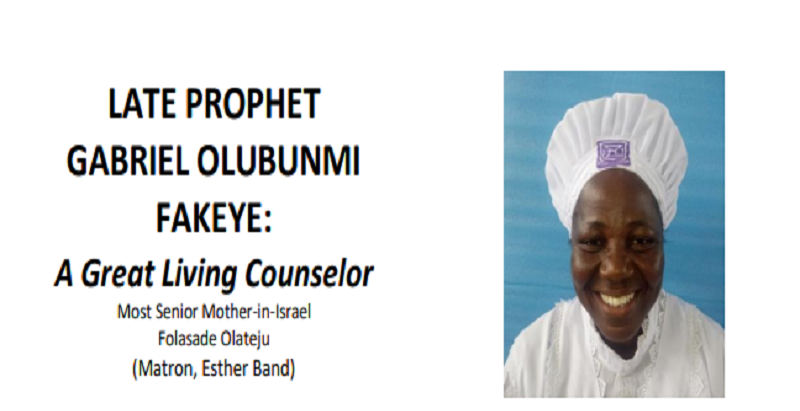 LATE PROPHET
GABRIEL OLUBUNMI
FAKEYE:
A Great Living Counselor
Most Senior Mother-in-Israel
Folasade Olateju
(Matron, Esther Band)